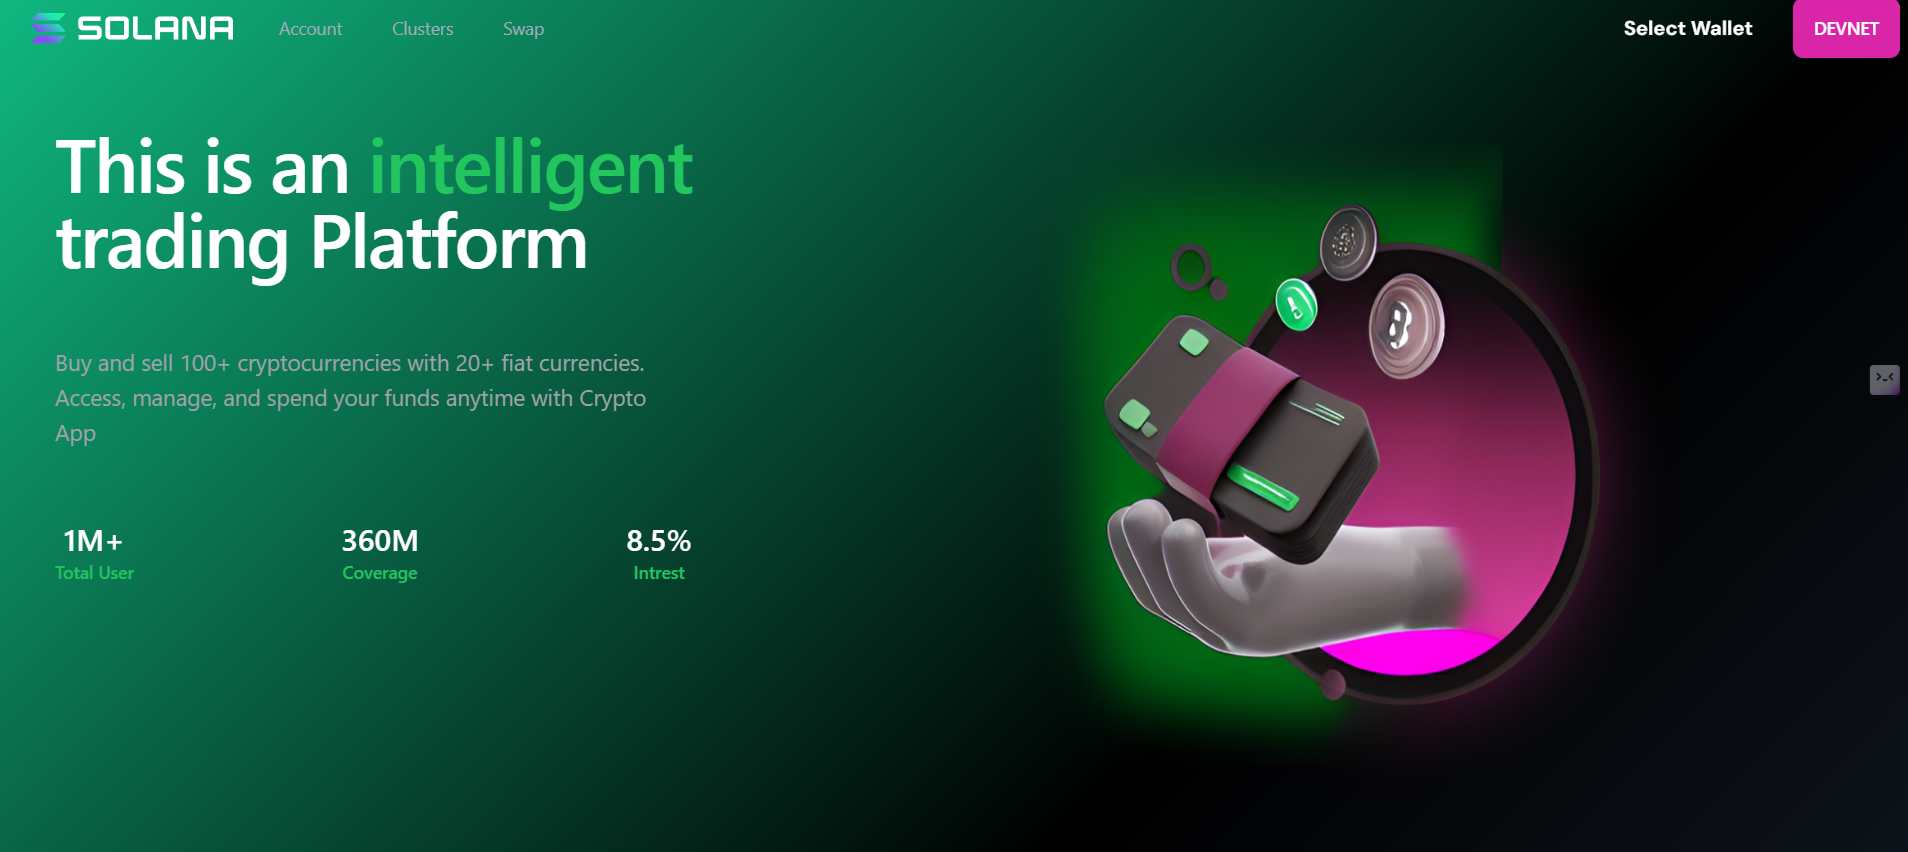 SOLANA
Account
Clusters
Swap
Select Wallet
DEVNET
This is an intelligent
trading Platform
Buy and sell 100+ cryptocurrencies with 20+ fiat currencies.
Access, manage, and spend your funds anytime with Crypto
App
1M+
Total User
360M
Coverage
8.5%
Intrest